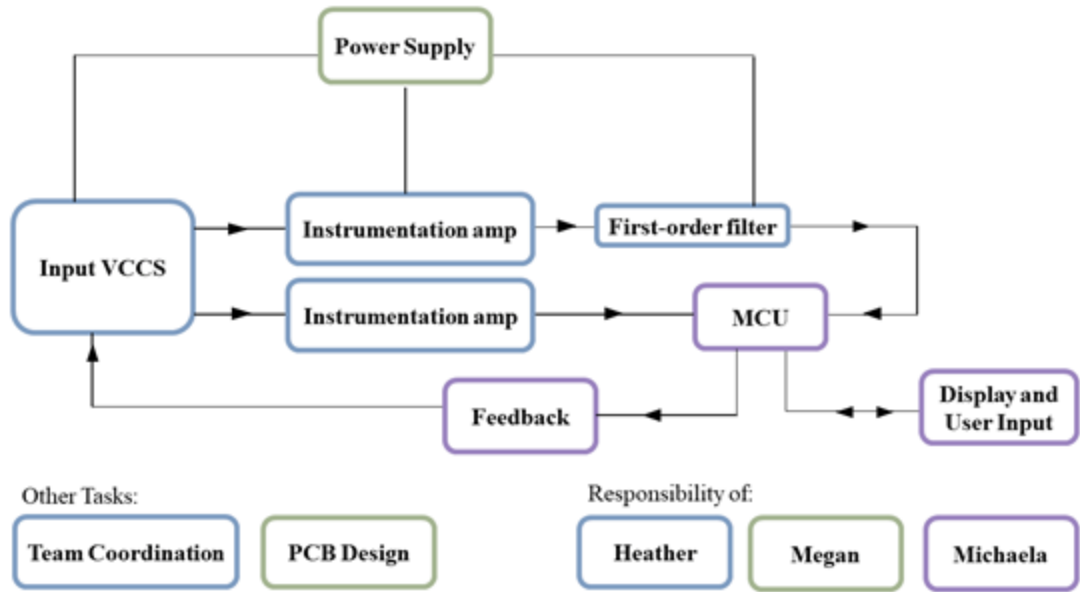 Power Supply
Input VCCS
Instrumentation amp
First-order filter
Instrumentation amp
MCU
Feedback
Display and
User Input
Other Tasks:
Team Coordination
PCB Design
Responsibility of:
Heather
Megan
Michaela